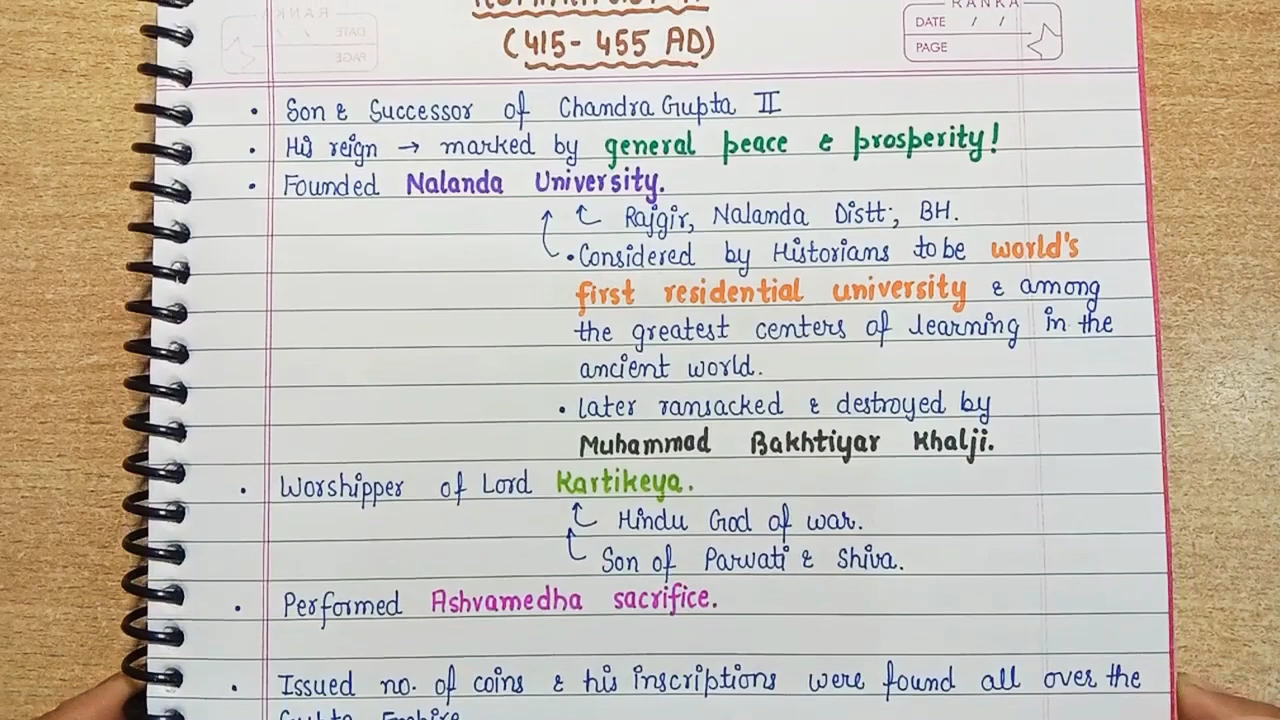 (415- 455 AD)
RANKA
DATE / /
PAGE
• Son & Successor of Chandra Gupta II
• His reign → marked by general peace & prosperity!
• Founded Nalanda University.
Rajgir, Nalanda Distt., BH.
• Considered by Historians to be world's
first residential university & among
the greatest centers of learning in the
ancient world.
• later ransacked & destroyed by
Muhammad Bakhtiyar Khalji.
• Worshipper of Lord Kartikeya.
Hindu God of war.
Son of Parvati & Shiva.
• Performed Ashvamedha sacrifice.
• Issued no. of coins & his inscriptions were found all over the